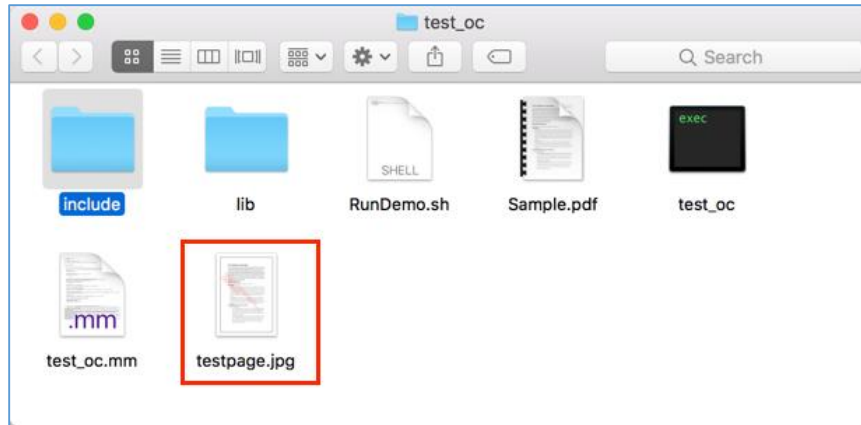 test_oc
Search
exec
SHELL
include
lib
RunDemo.sh
Sample.pdf
test_oc
.mm
test_oc.mm
testpage.jpg